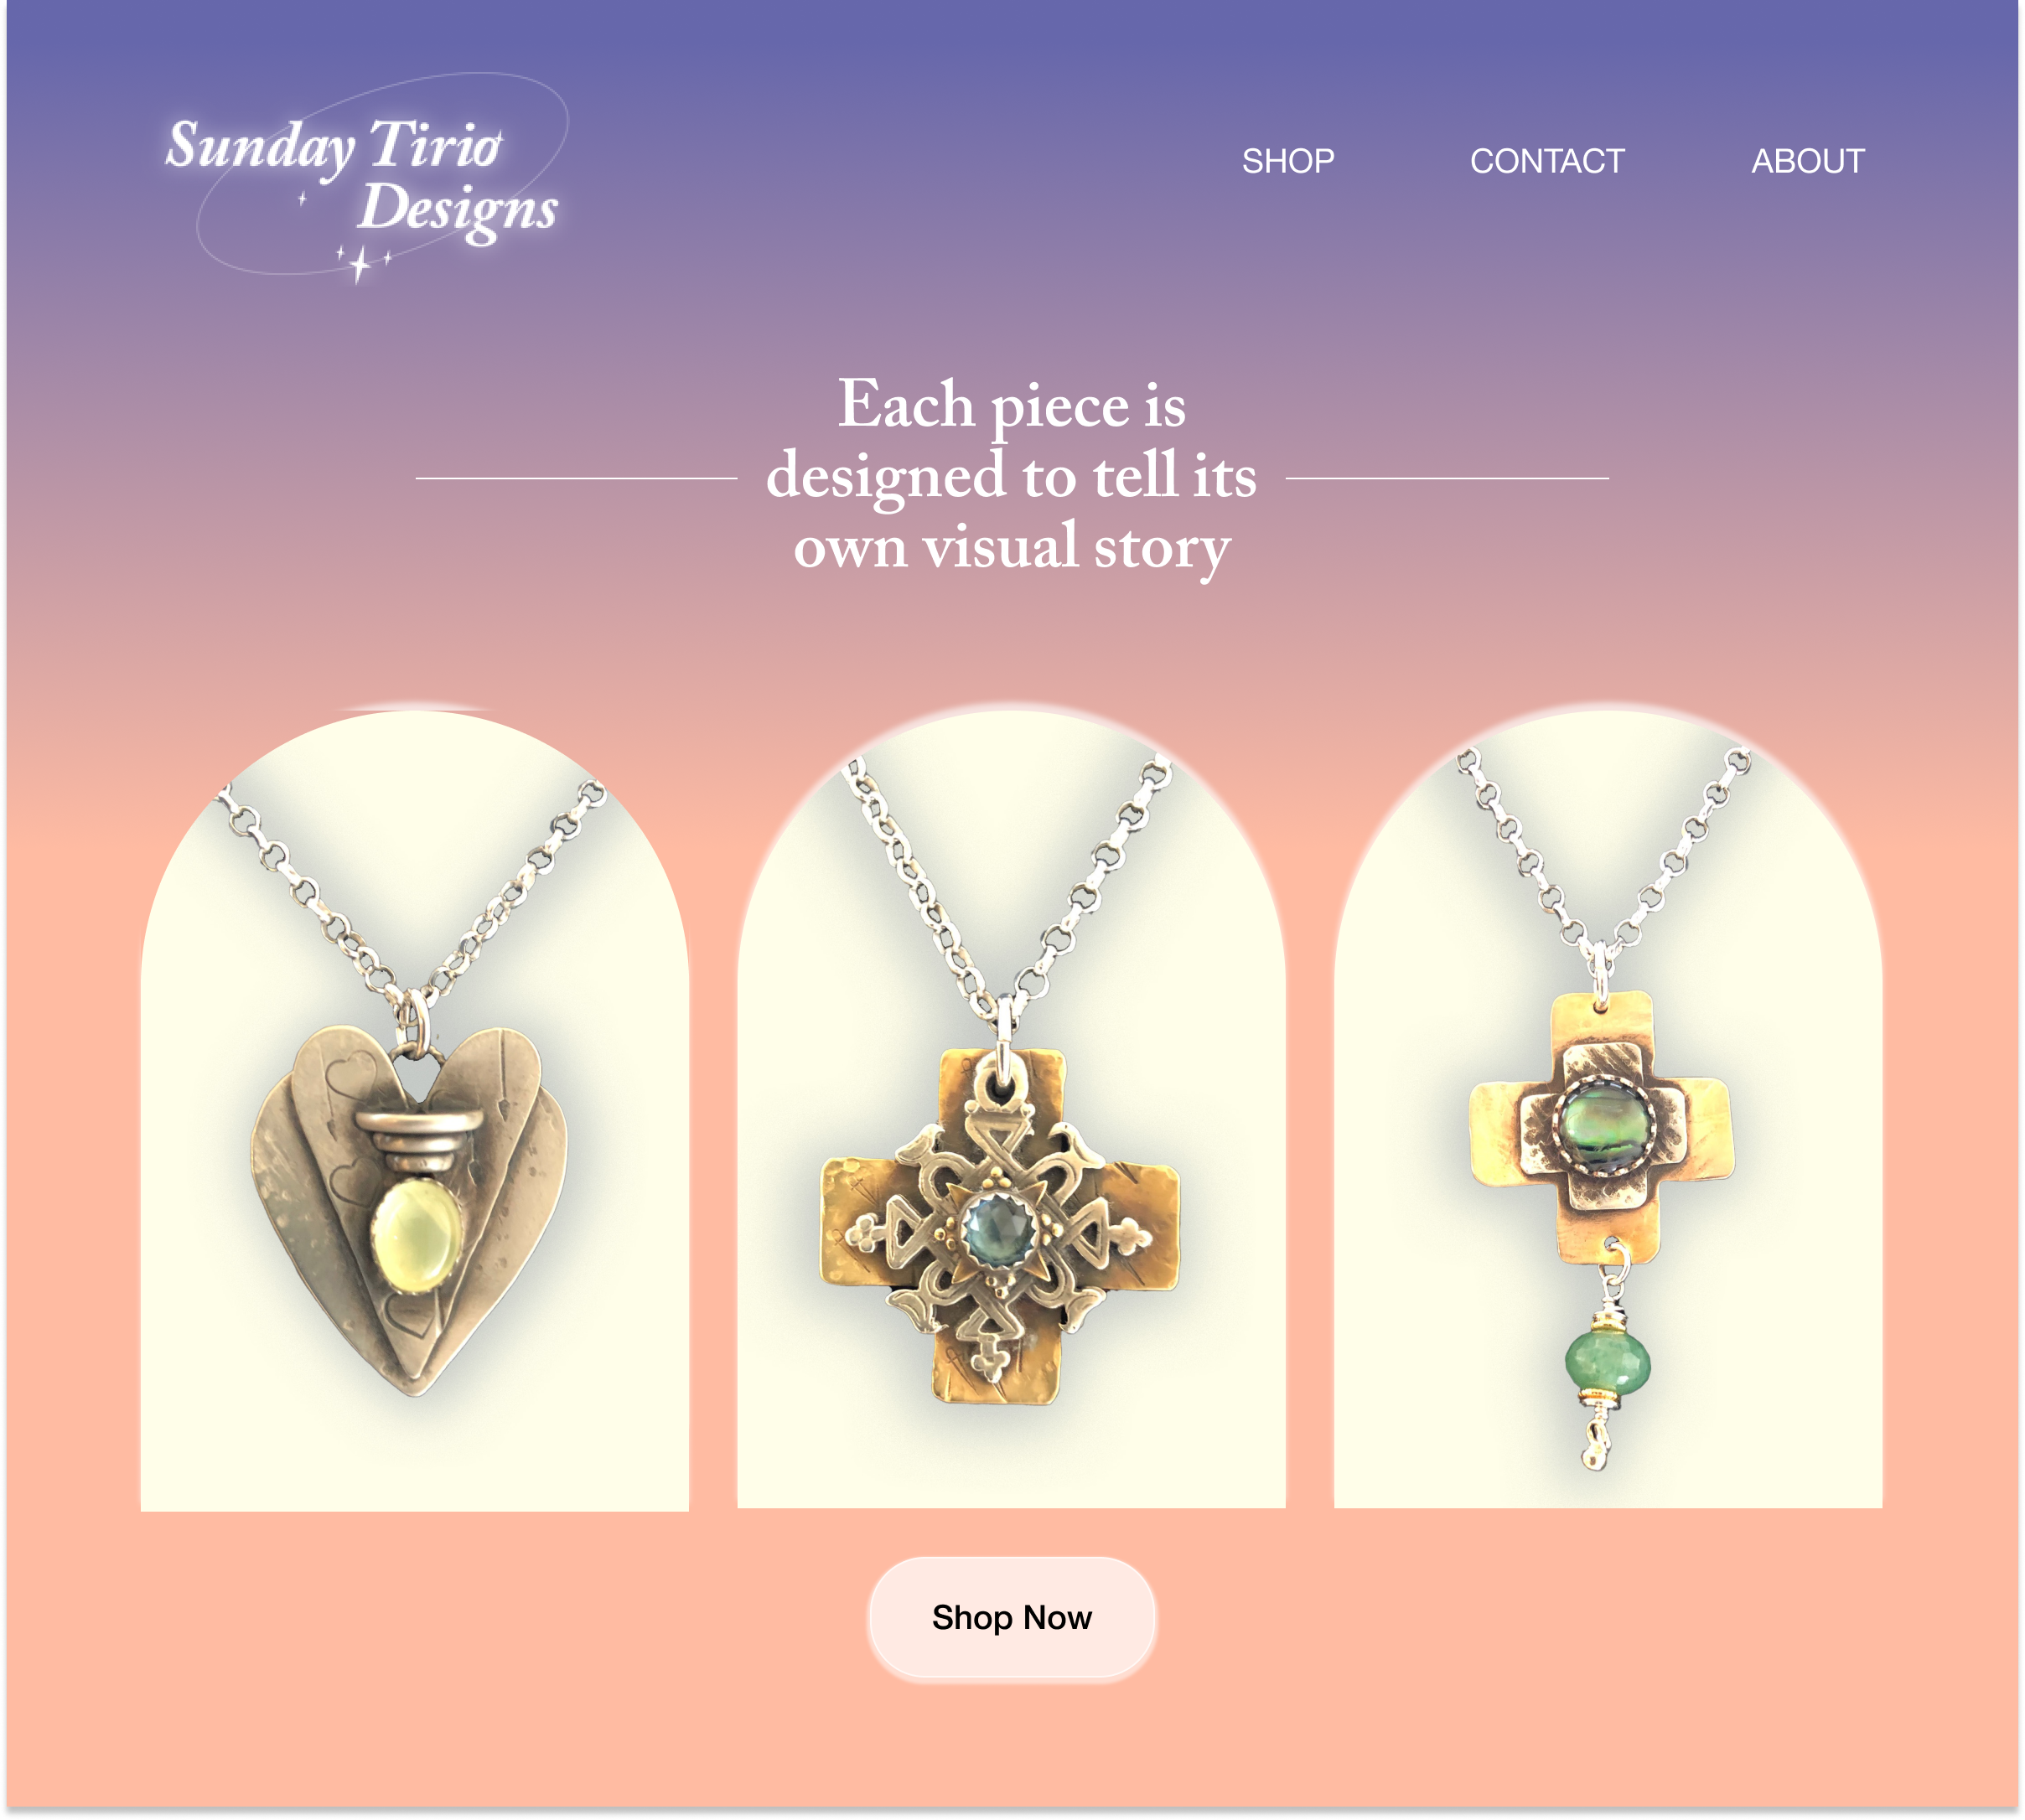 Sunday Tirio
Designs
SHOP CONTACT ABOUT
Each piece is
designed to tell its
own visual story
Shop Now